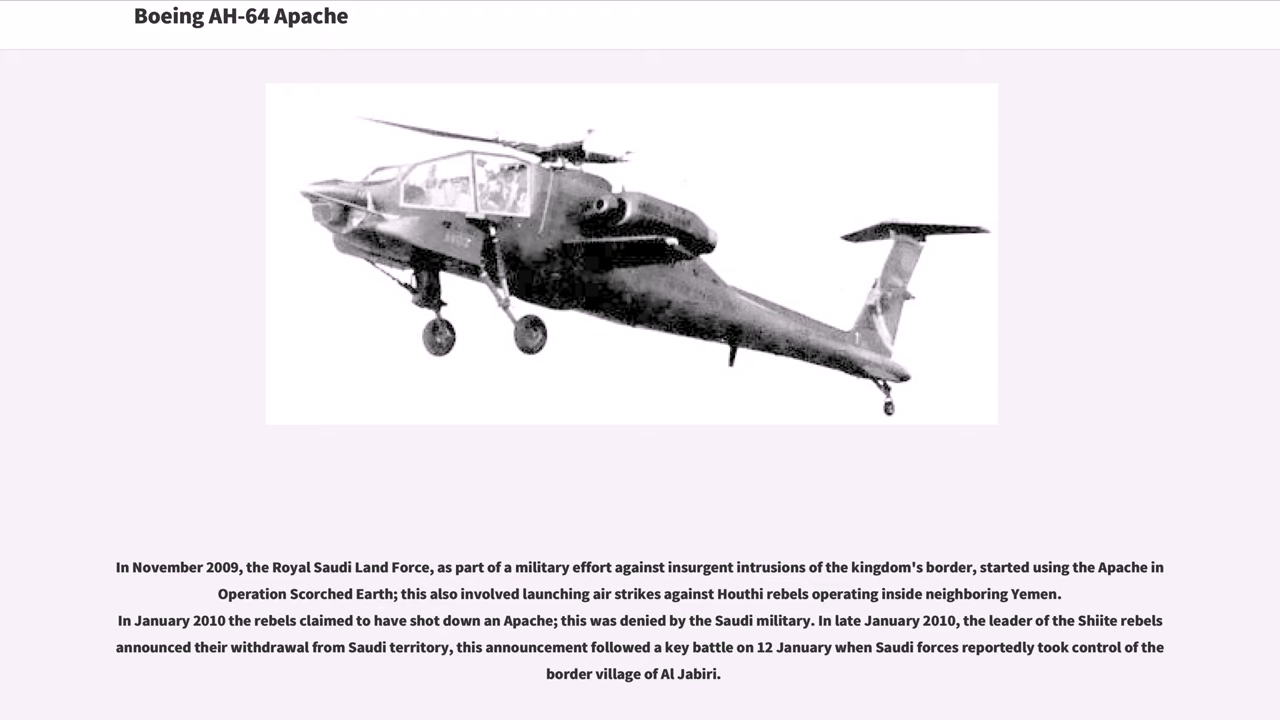 Boeing AH-64 Apache
1
In November 2009, the Royal Saudi Land Force, as part of a military effort against insurgent intrusions of the kingdom's border, started using the Apache in
Operation Scorched Earth; this also involved launching air strikes against Houthi rebels operating inside neighboring Yemen.
In January 2010 the rebels claimed to have shot down an Apache; this was denied by the Saudi military. In late January 2010, the leader of the Shiite rebels
announced their withdrawal from Saudi territory, this announcement followed a key battle on 12 January when Saudi forces reportedly took control of the
border village of Al Jabiri.